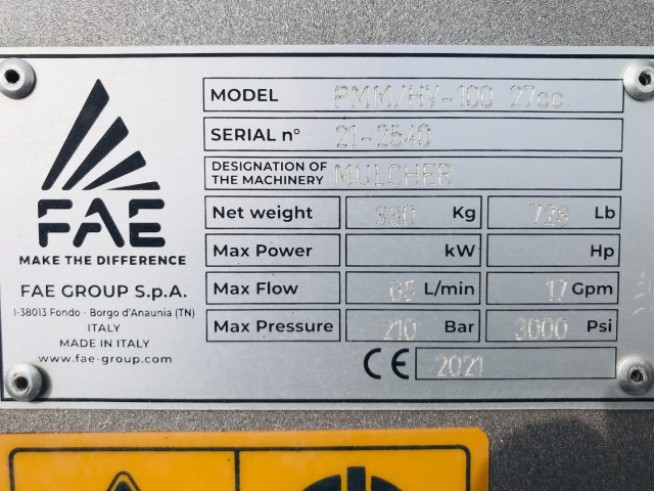 FAE
MAKE THE DIFFERENCE
FAE GROUP S.p.A.
I-38013 Fondo - Borgo d'Anaunia (TN)
ITALY
MADE IN ITALY
www.fae-group.com
MODEL PMM/HY-100 27cc.
SERIAL n° 21-2540
DESIGNATION OF
THE MACHINERY MULCHER
Net weight 330 Kg 728 Lb
Max Power kW Hp
Max Flow 65 L/min 17 Gpm
Max Pressure 210 Bar 3000 Psi
CE 2021